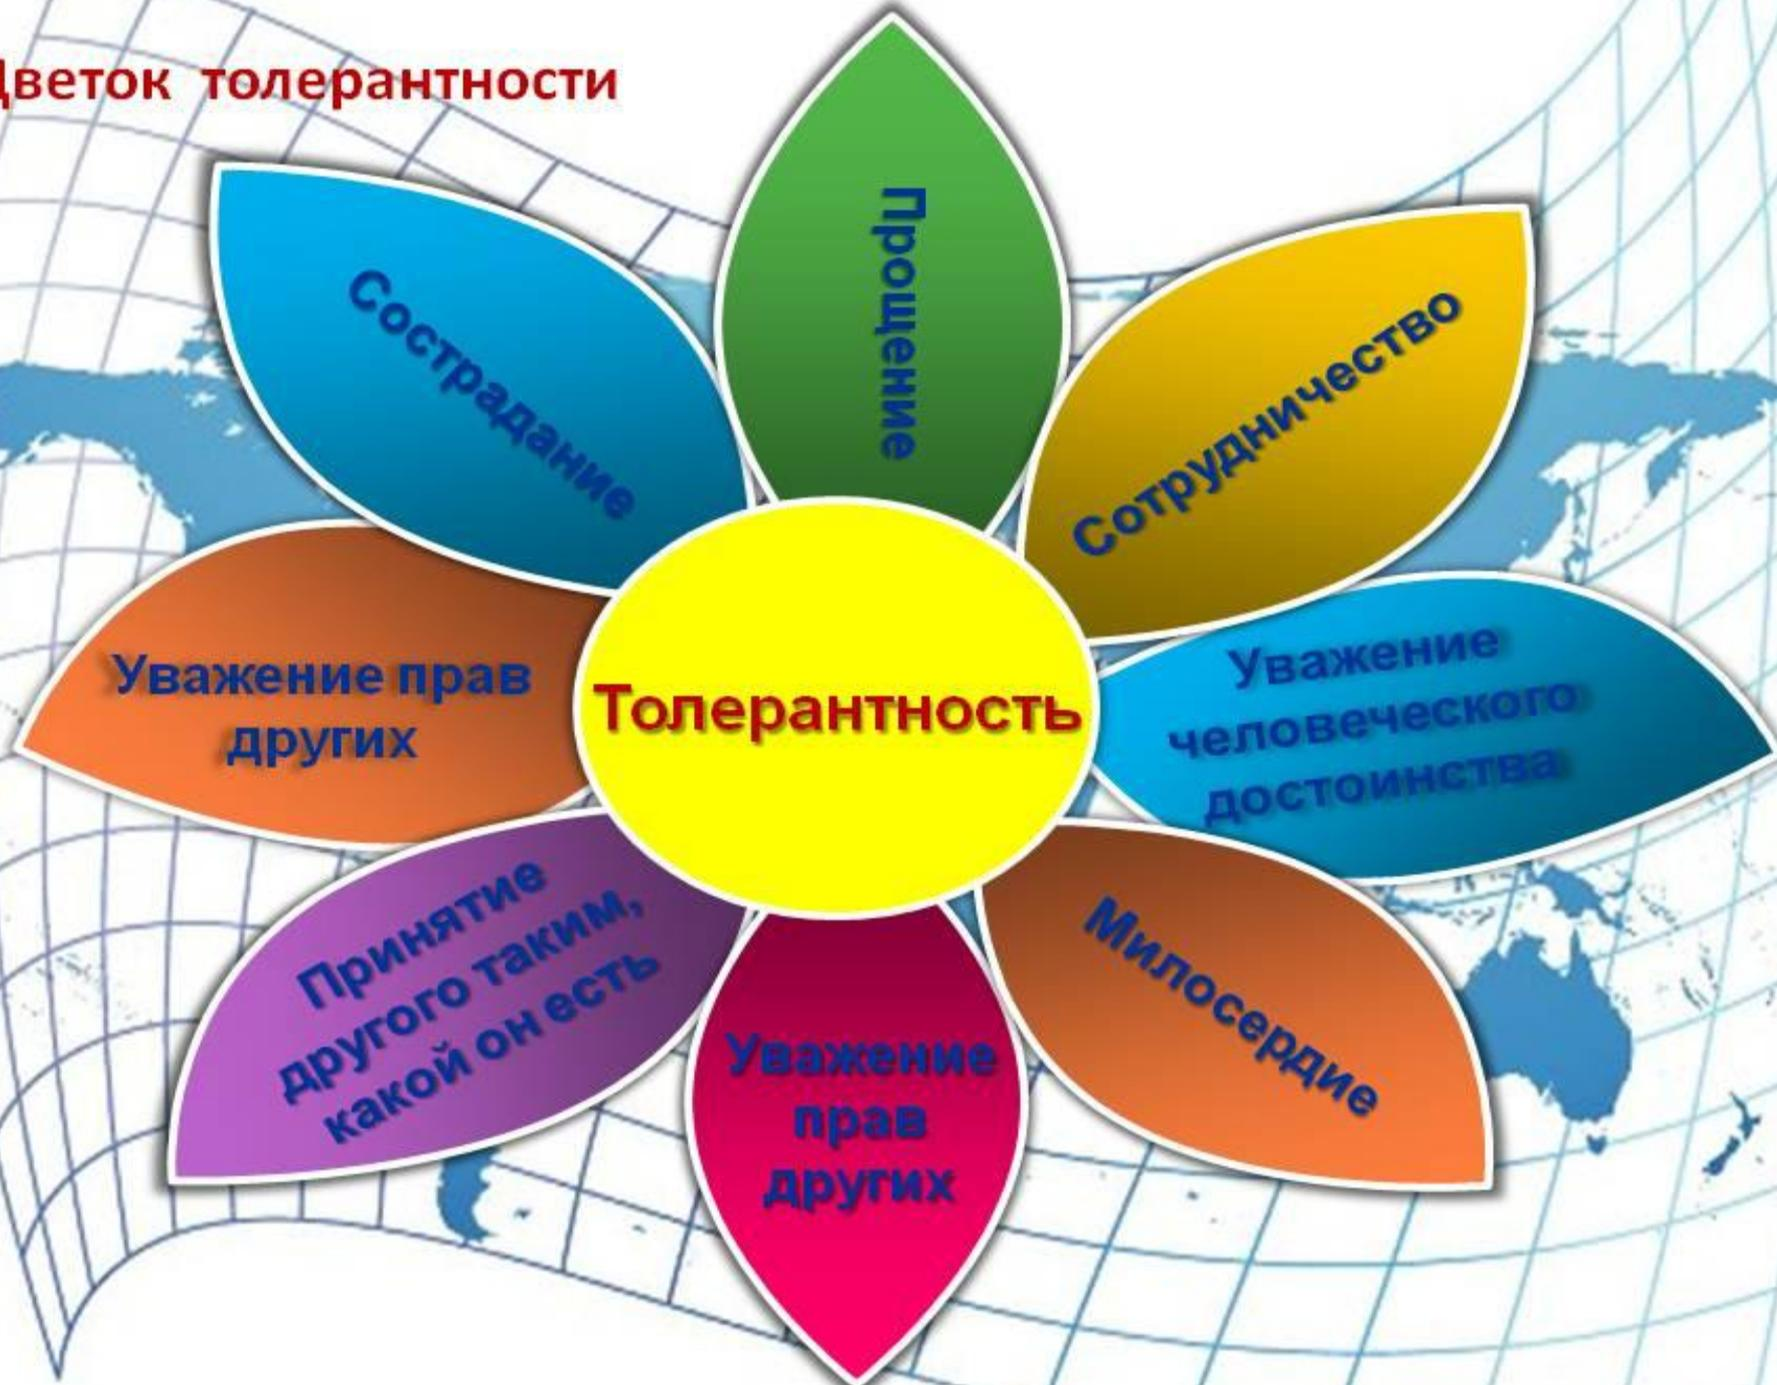 Цветок толерантности
Прощение
Сострадание
Сотрудничество
Уважение прав
других
Толерантность
Уважение
человеческого
достоинства
Принятие
другого таким,
какой он есть
Милосердие
Уважение
прав
других